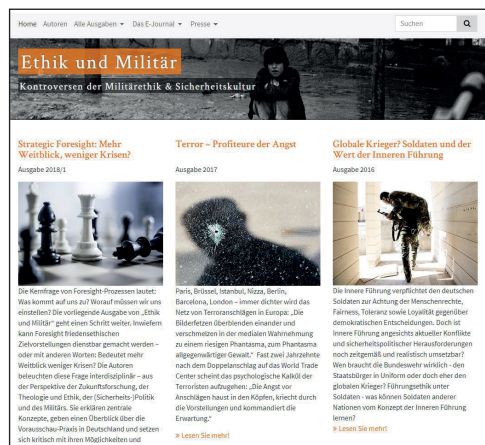 Home Autoren Alle Ausgaben Das E-Journal Presse Suchen
Ethik und Militär
Kontroversen der Militärethik & Sicherheitskultur
Strategic Foresight: Mehr
Weitblick, weniger Krisen?
Ausgabe 2018/1
Die Kernfrage von Foresight-Prozessen lautet:
Was kommt auf uns zu? Worauf müssen wir uns
einstellen? Die vorliegende Ausgabe von „Ethik
und Militär" geht einen Schritt weiter. Inwiefern
kann Foresight friedensethischen
Zielvorstellungen dienstbar gemacht werden –
oder mit anderen Worten: Bedeutet mehr
Weitblick weniger Krisen? Die Autoren
beleuchten diese Frage interdisziplinär – aus
der Perspektive der Zukunftsforschung, der
Theologie und Ethik, der (Sicherheits-)Politik
und des Militärs. Sie erklären zentrale
Konzepte, geben einen Überblick über die
Vorausschau-Praxis in Deutschland und setzen
sich kritisch mit ihren Möglichkeiten und
Terror – Profiteure der Angst
Ausgabe 2017
Paris, Brüssel, Istanbul, Nizza, Berlin,
Barcelona, London – immer dichter wird das
Netz von Terroranschlägen in Europa: „Die
Bilderfetzen überblenden einander und
verschmelzen in der medialen Wahrnehmung
zu einem riesigen Phantasma, zum Phantasma
allgegenwärtiger Gewalt." Fast zwei Jahrzehnte
nach dem Doppelanschlag auf das World Trade
Center scheint das psychologische Kalkül der
Terroristen aufzugehen: „Die Angst vor
Anschlägen haust in den Köpfen, kriecht durch
die Vorstellungen und kommandiert die
Erwartung."
» Lesen Sie mehr!
Globale Krieger? Soldaten und der
Wert der Inneren Führung
Ausgabe 2016
Die Innere Führung verpflichtet den deutschen
Soldaten zur Achtung der Menschenrechte,
Fairness, Toleranz sowie Loyalität gegenüber
demokratischen Entscheidungen. Doch ist
Innere Führung angesichts aktueller Konflikte
und sicherheitspolitischer Herausforderungen
noch zeitgemäß und realistisch umsetzbar?
Wen braucht die Bundeswehr wirklich - den
Staatsbürger in Uniform oder doch eher den
globalen Krieger? Führungsethik unter
Soldaten - was können Soldaten anderer
Nationen vom Konzept der Inneren Führung
lernen?
» Lesen Sie mehr!